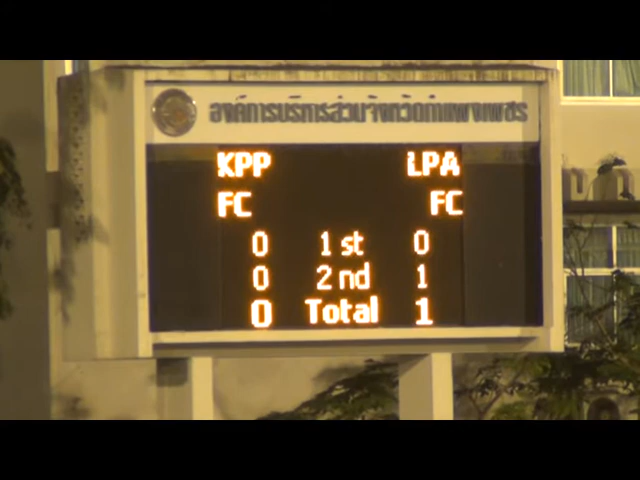 องค์การบริหารส่วนจังหวัดกำแพงเพชร
KPP LPA
FC FC
0 1 st 0
0 2 nd 1
0 Total 1